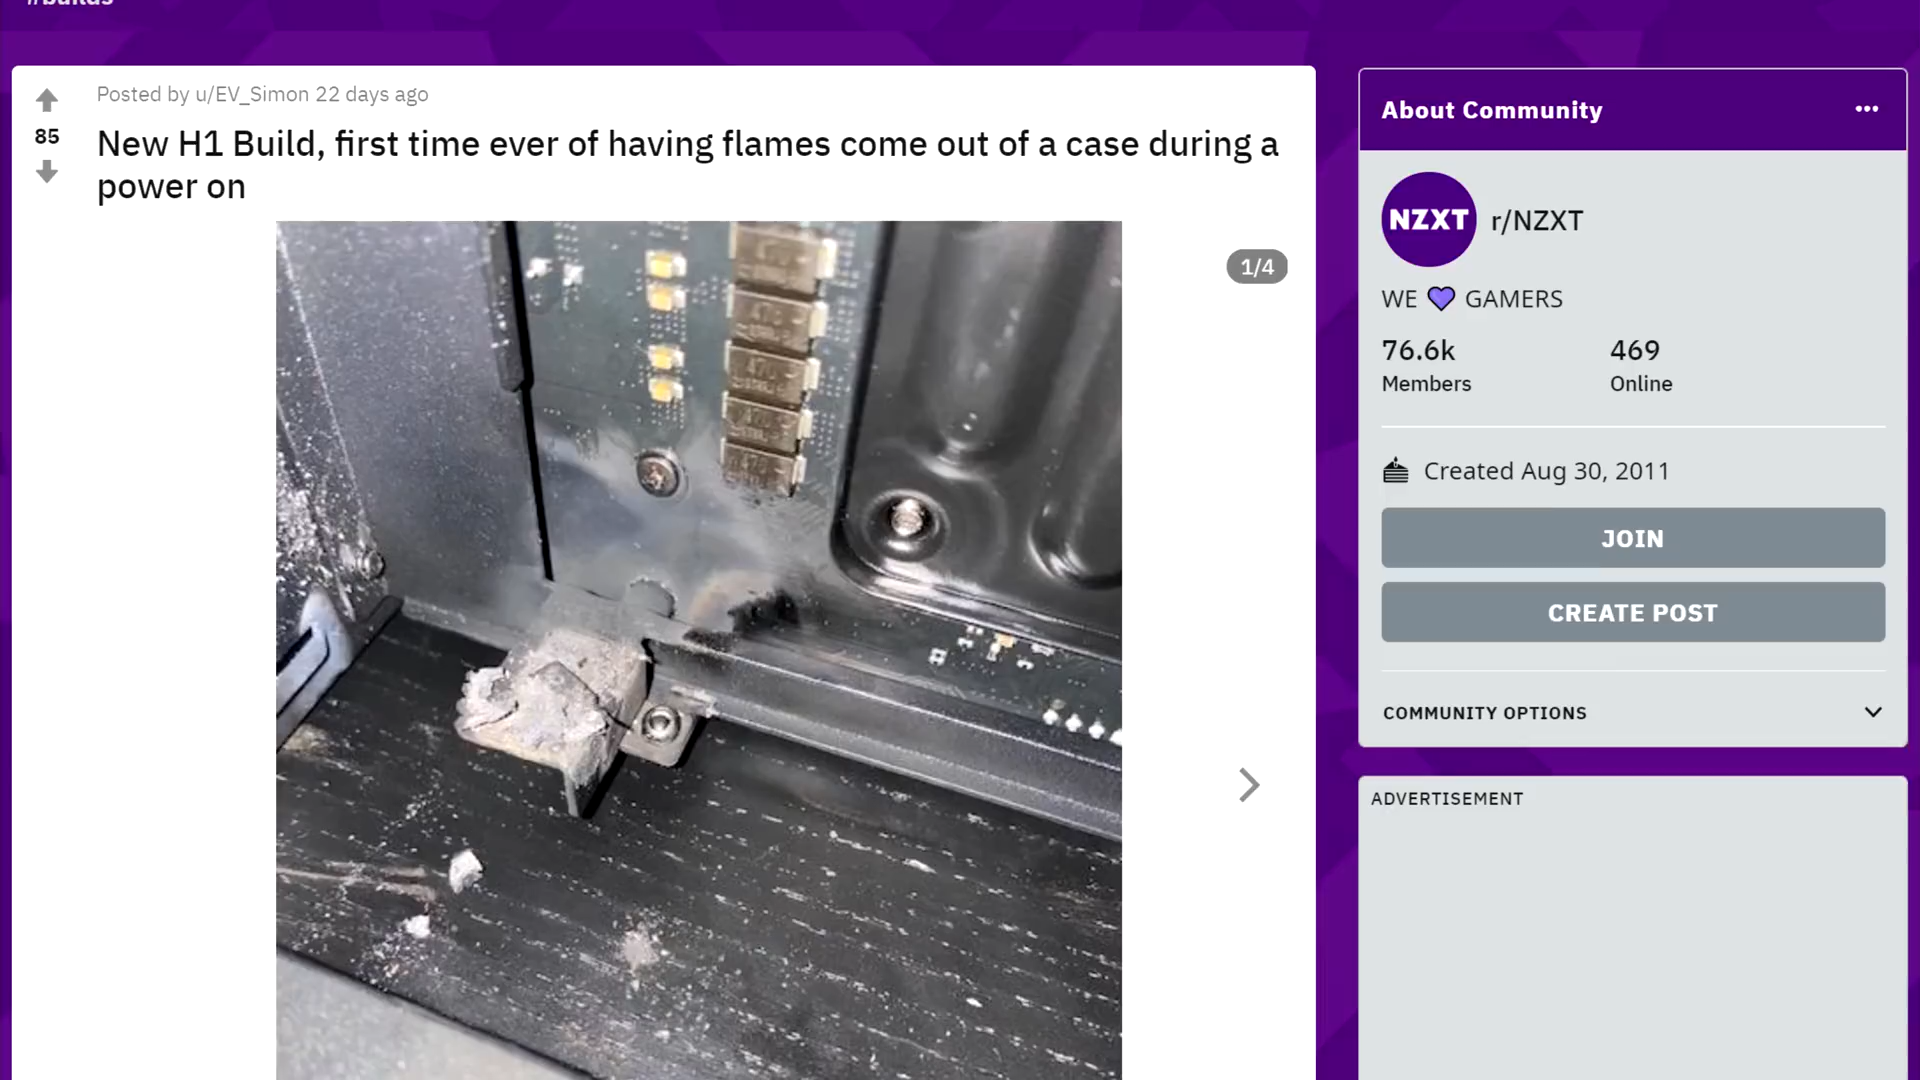 Posted by u/EV_Simon 22 days ago
85
New H1 Build, first time ever of having flames come out of a case during a
power on
1/4
About Community
NZXT
r/NZXT
WE 💜 GAMERS
76.6k
469
Members
Online
Created Aug 30, 2011
JOIN
CREATE POST
COMMUNITY OPTIONS
ADVERTISEMENT